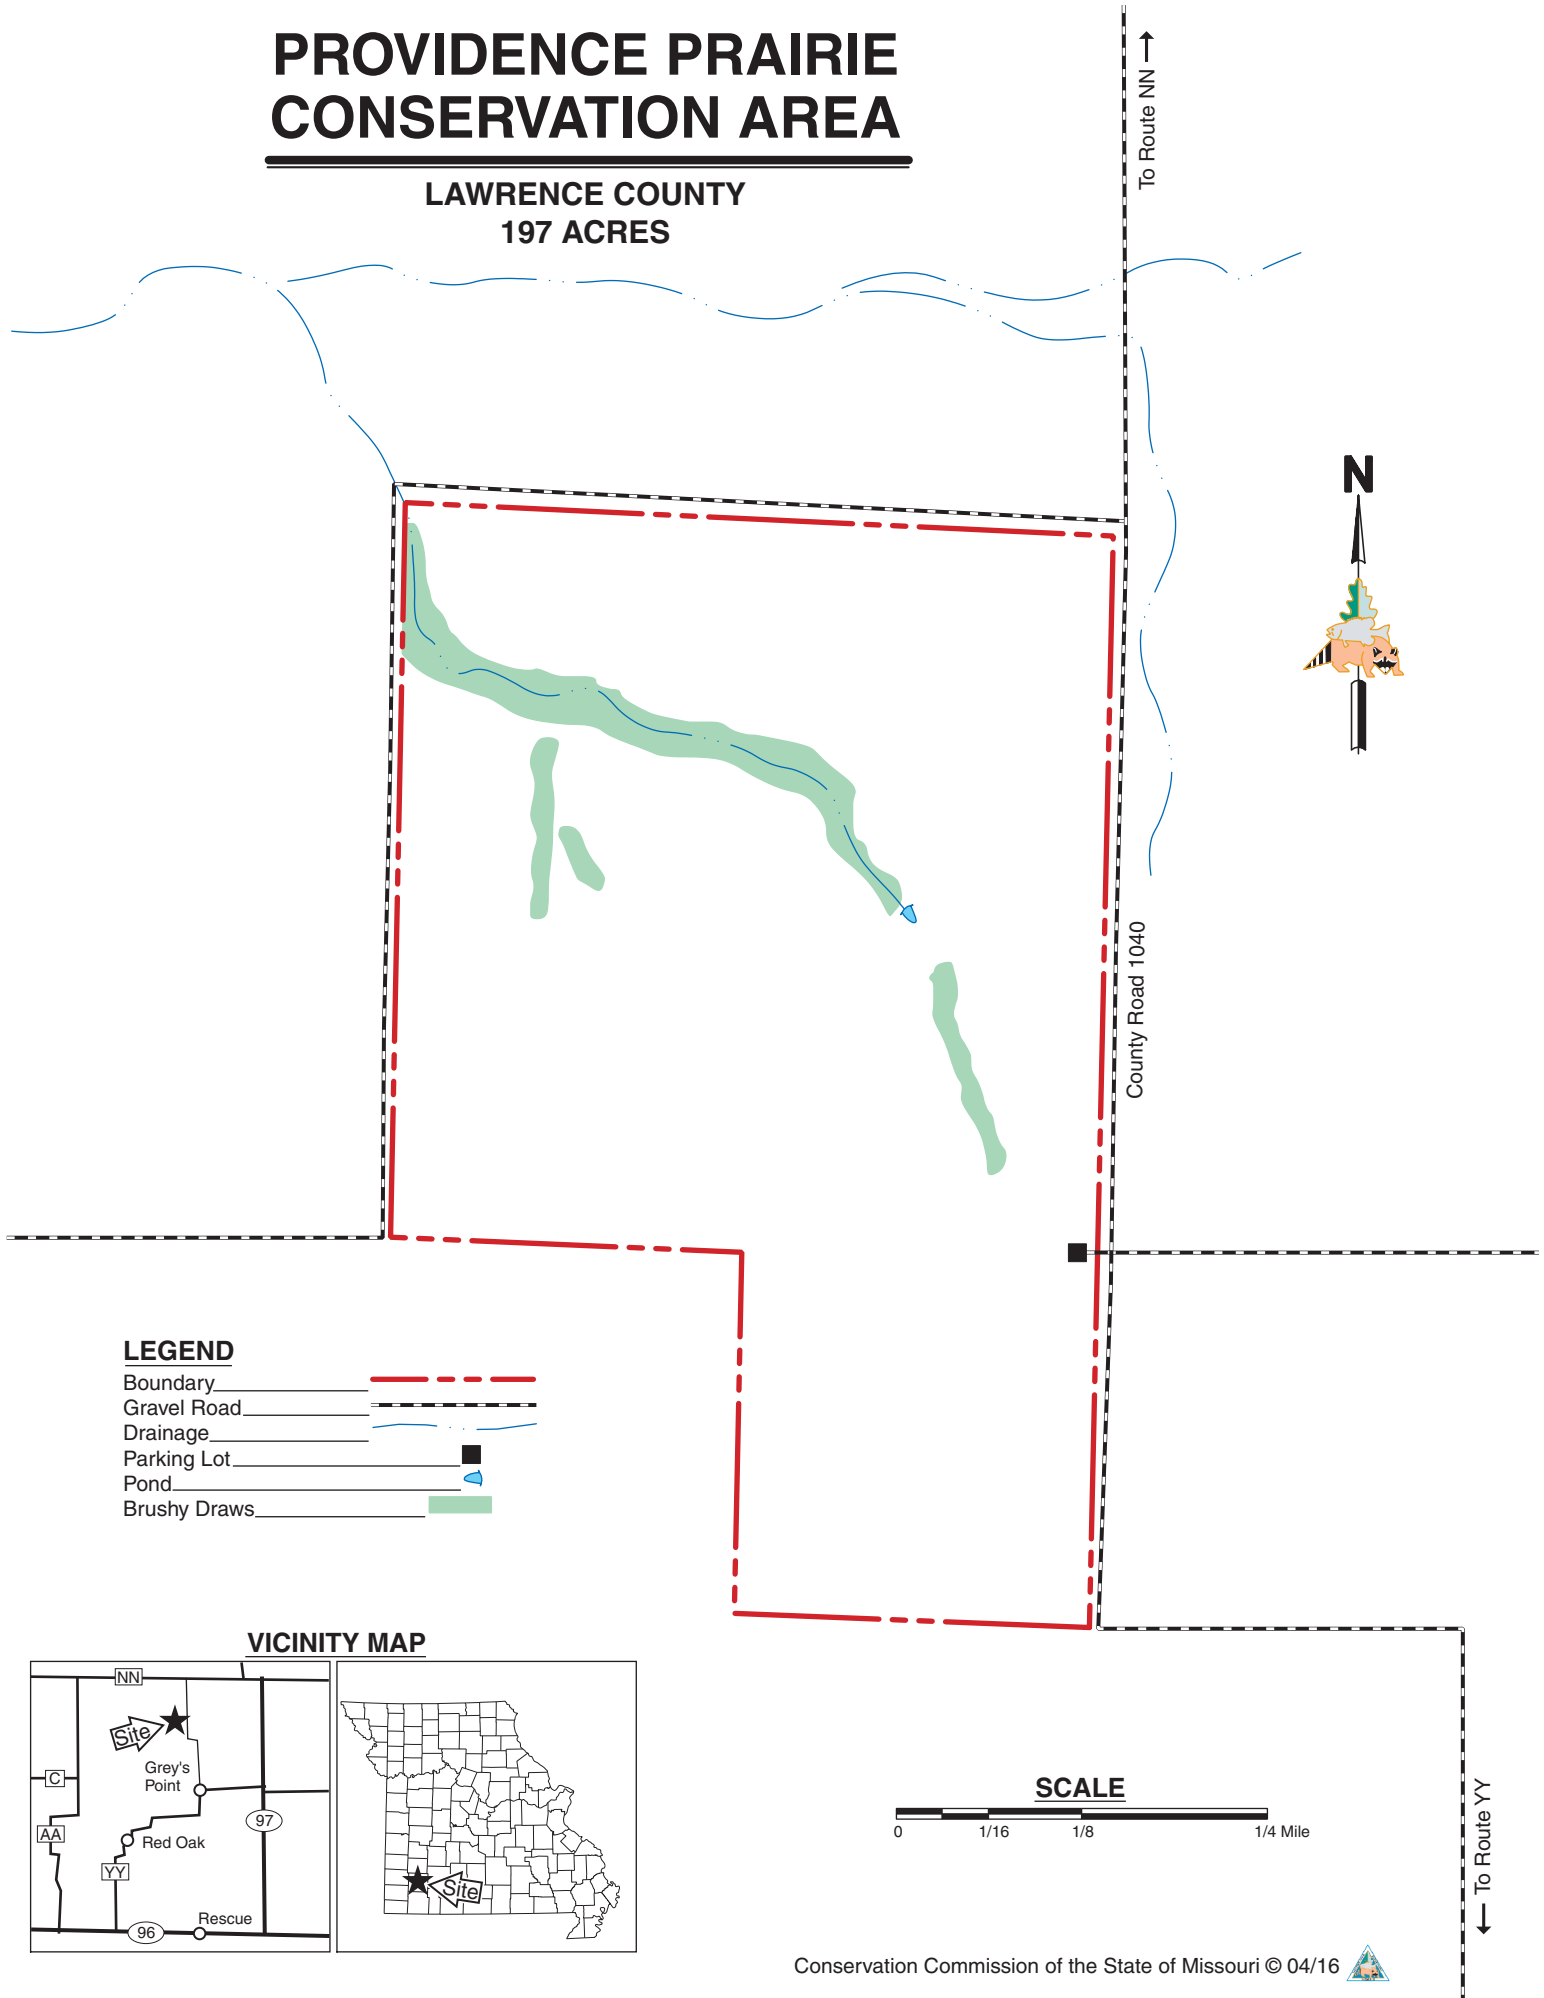 PROVIDENCE PRAIRIE
CONSERVATION AREA
LAWRENCE COUNTY
197 ACRES
To Route NN
N
County Road 1040
LEGEND
Boundary
Gravel Road
Drainage
Parking Lot
Pond
Brushy Draws
VICINITY MAP
NN
Site
Grey's
Point
C
97
AA
Red Oak
YY
Rescue
96
Site
SCALE
0 1/16 1/8 1/4 Mile
To Route YY
Conservation Commission of the State of Missouri © 04/16